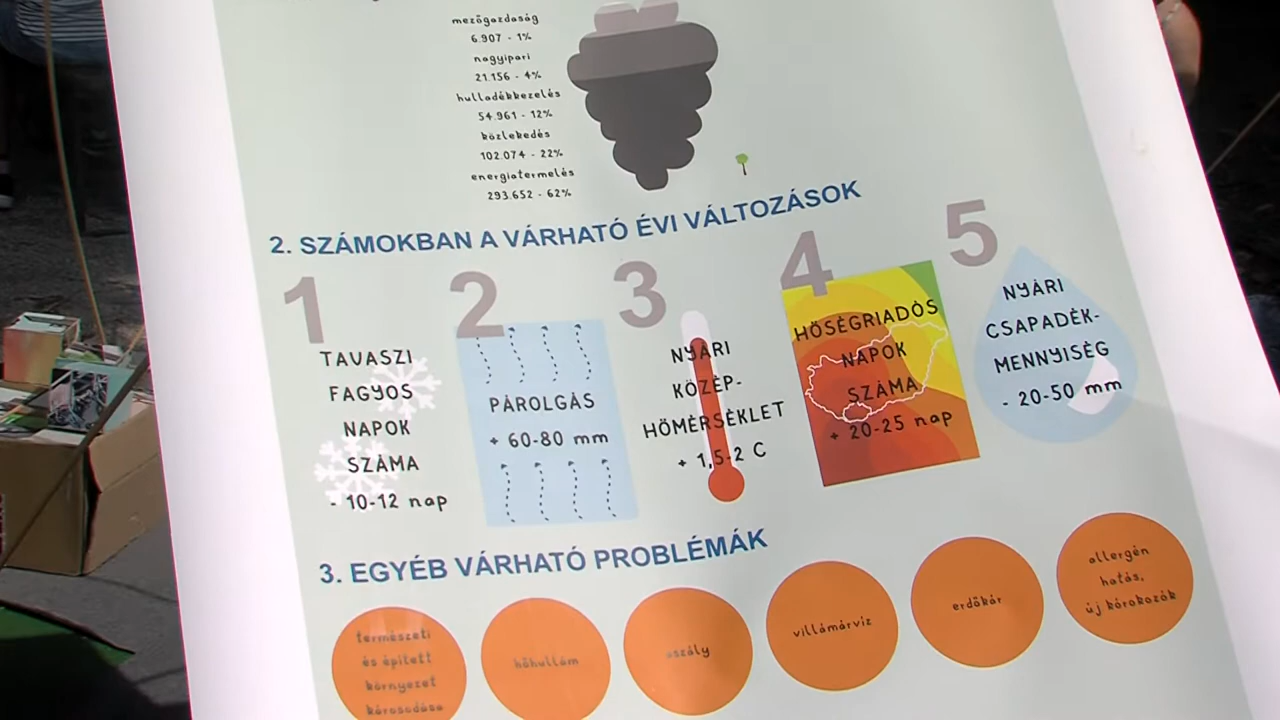 mezőgazdaság
6.907 - 1%
nagyipari
21.156 - 4%
hulladékkezelés
54.961 - 12%
közlekedés
102.074 - 22%
energiatermelés
293.652 - 62%
2. SZÁMOKBAN A VÁRHATÓ ÉVI VÁLTOZÁSOK
1
TAVASZI
FAGYOS
NAPOK
SZÁMA
- 10-12 nap
2
PÁROLGÁS
+ 60-80 mm
3
NYÁRI
KÖZÉP-
HŐMÉRSÉKLET
+ 1,5-2 C
4
HŐSÉGRIADÓS
NAPOK
SZÁMA
+ 20-25 nap
5
NYÁRI
CSAPADÉK-
MENNYISÉG
- 20-50 mm
3. EGYÉB VÁRHATÓ PROBLÉMÁK
természeti
és épített
környezet
károsodása
hőhullám
aszály
villámárvíz
erdőkár
allergén
hatás,
új kórokozók